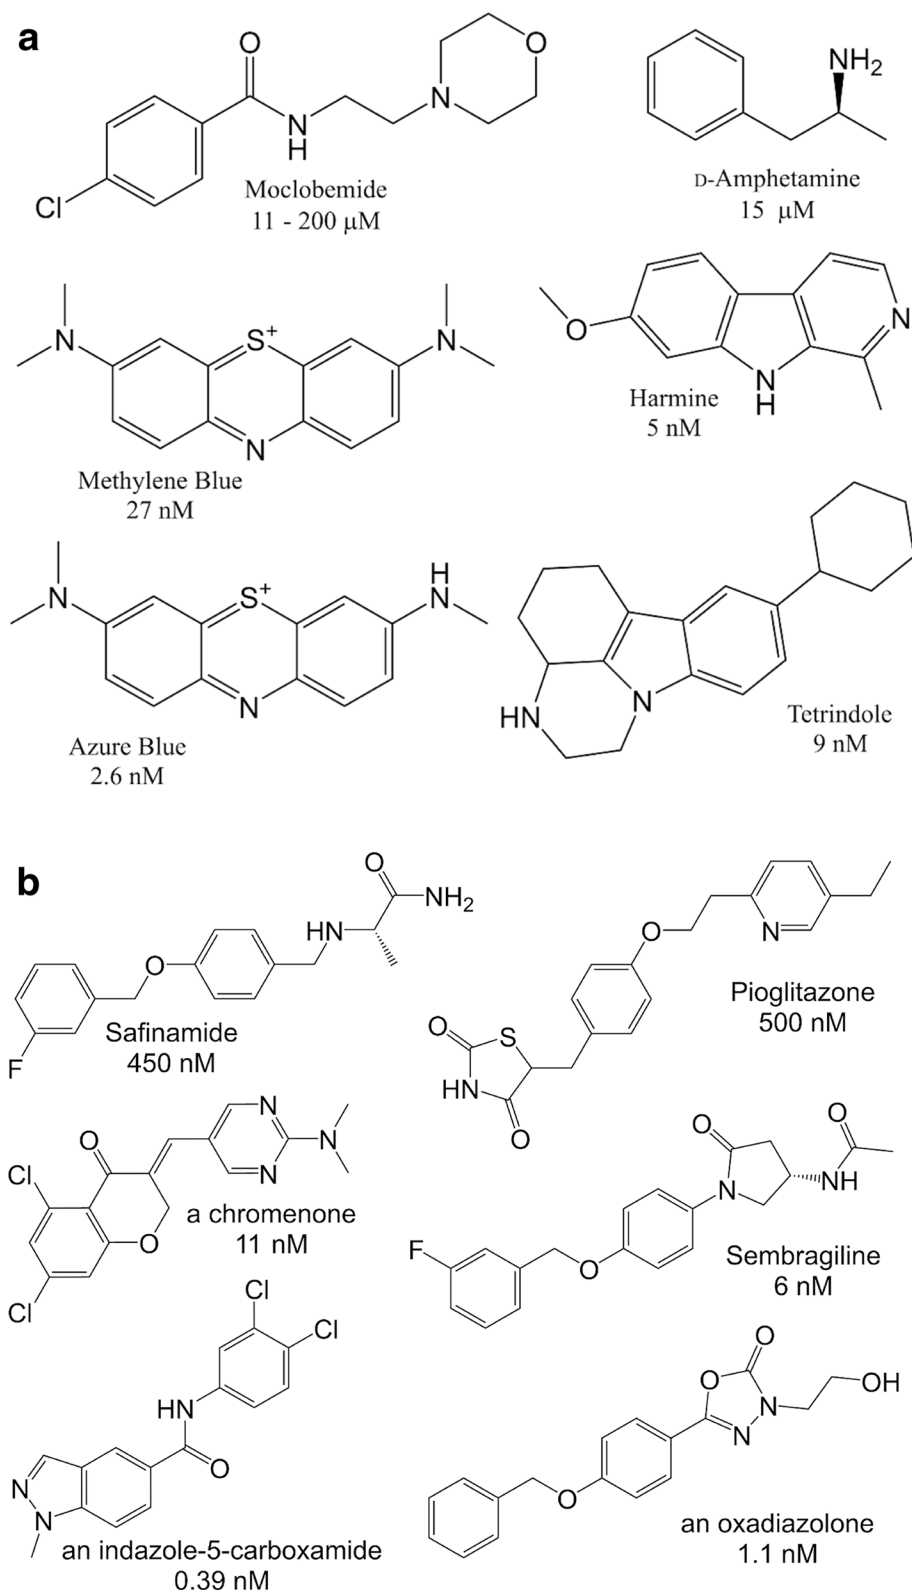 a
O
N
H
N
O
Cl
Moclobemide
11 - 200 μM
NH2
D-Amphetamine
15 μM
N
S+
N
N
Methylene Blue
27 nM
O
N
H
N
Harmine
5 nM
N
S+
N
H
N
Azure Blue
2.6 nM
HN
N
Tetrindole
9 nM
b
O
NH2
HN
O
F
Safinamide
450 nM
O
N
O
S
HN
O
Pioglitazone
500 nM
O
N
N
N
Cl
O
Cl
a chromenone
11 nM
O
O
N
NH
F
O
Sembragiline
6 nM
Cl
Cl
HN
O
N
N
an indazole-5-carboxamide
0.39 nM
O
O
N
N
OH
O
an oxadiazolone
1.1 nM